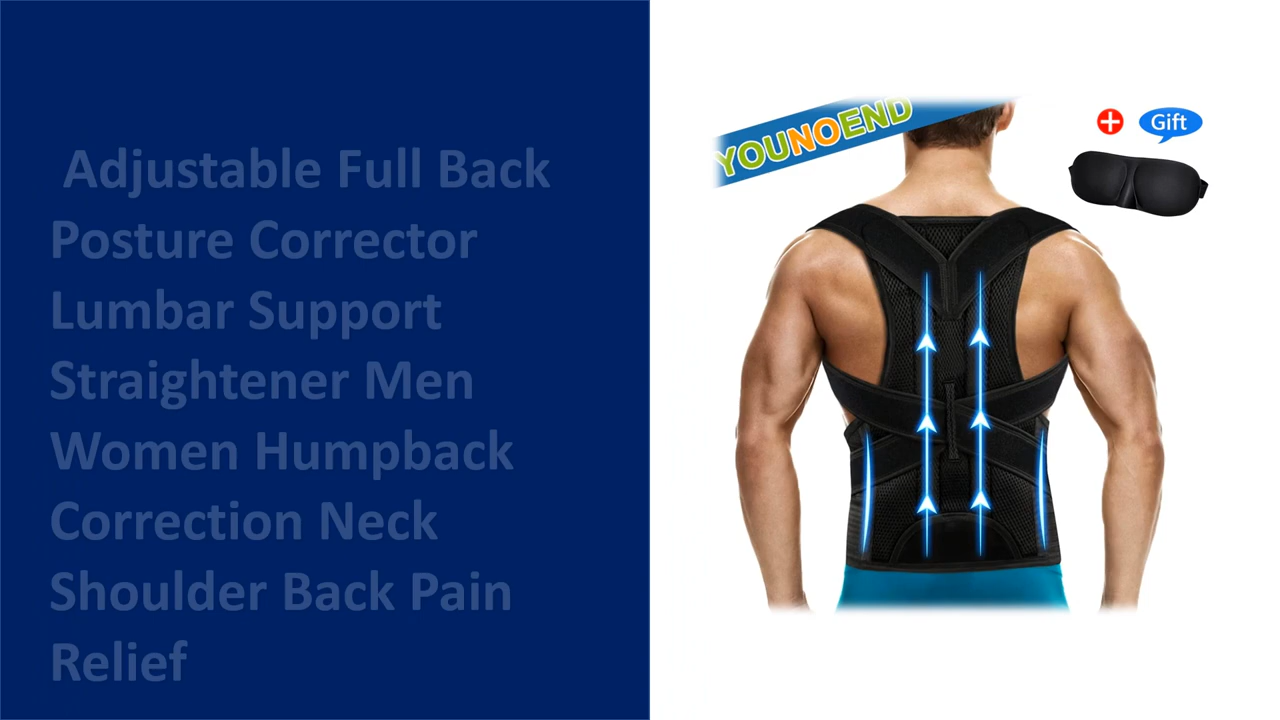 Adjustable Full Back
Posture Corrector
Lumbar Support
Straightener Men
Women Humpback
Correction Neck
Shoulder Back Pain
Relief
YOUNOEND
Gift